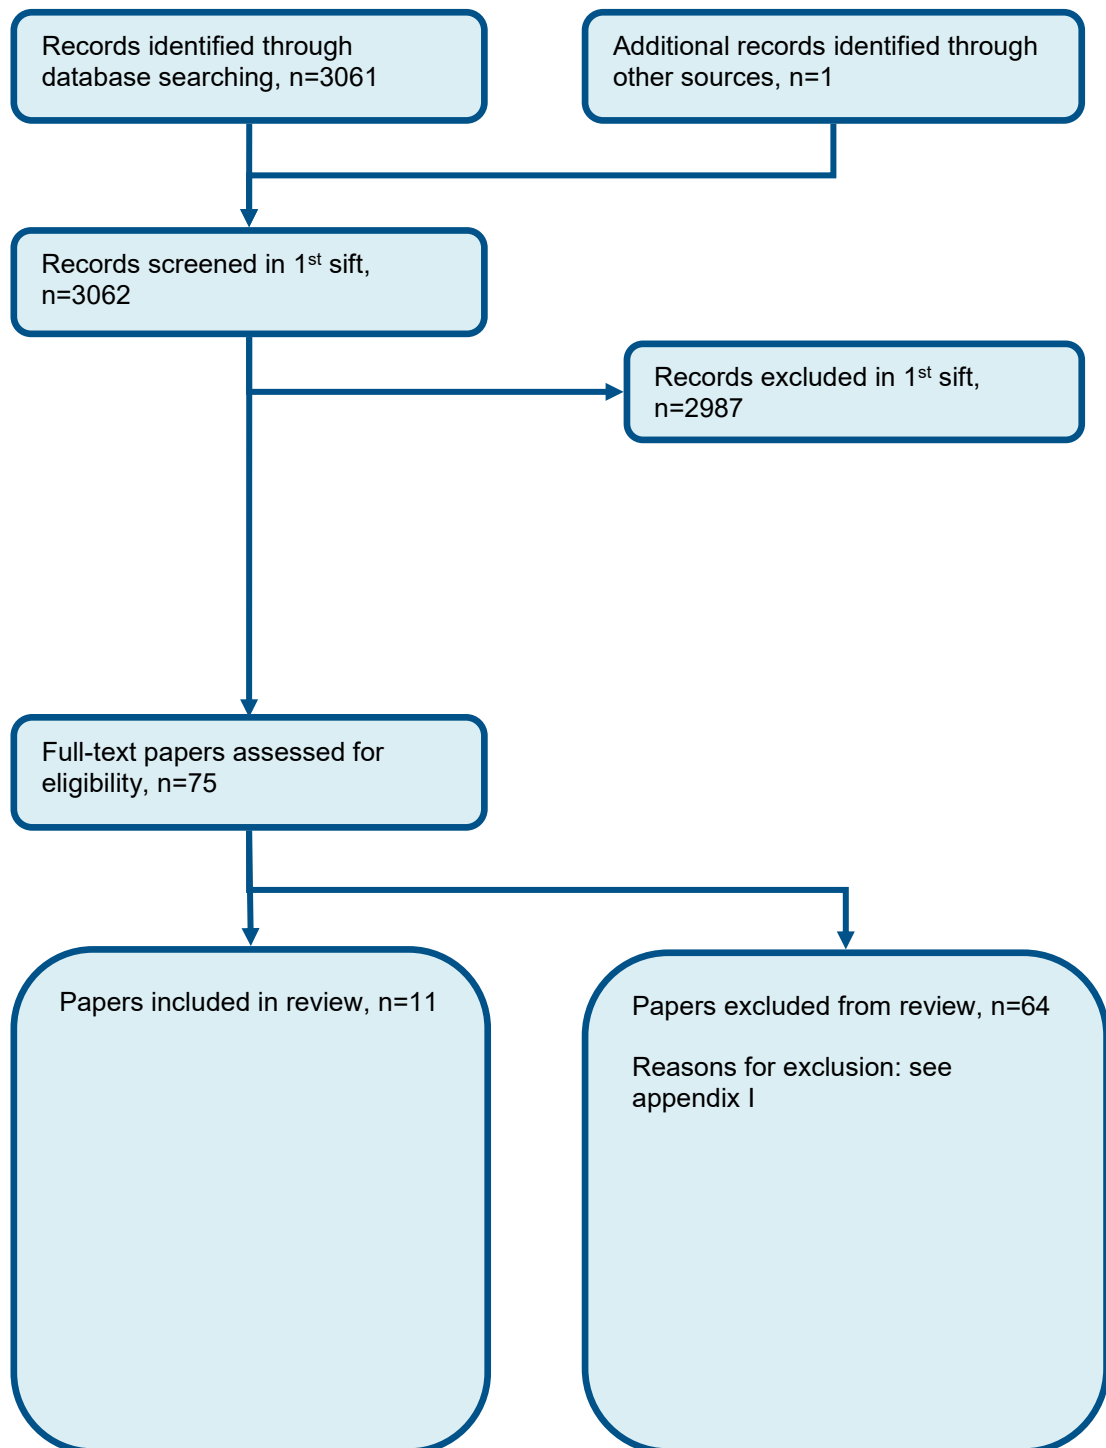 Records identified through
database searching, n=3061
Additional records identified through
other sources, n=1
Records screened in 1st sift,
n=3062
Records excluded in 1st sift,
n=2987
Full-text papers assessed for
eligibility, n=75
Papers included in review, n=11
Papers excluded from review, n=64
Reasons for exclusion: see
appendix I